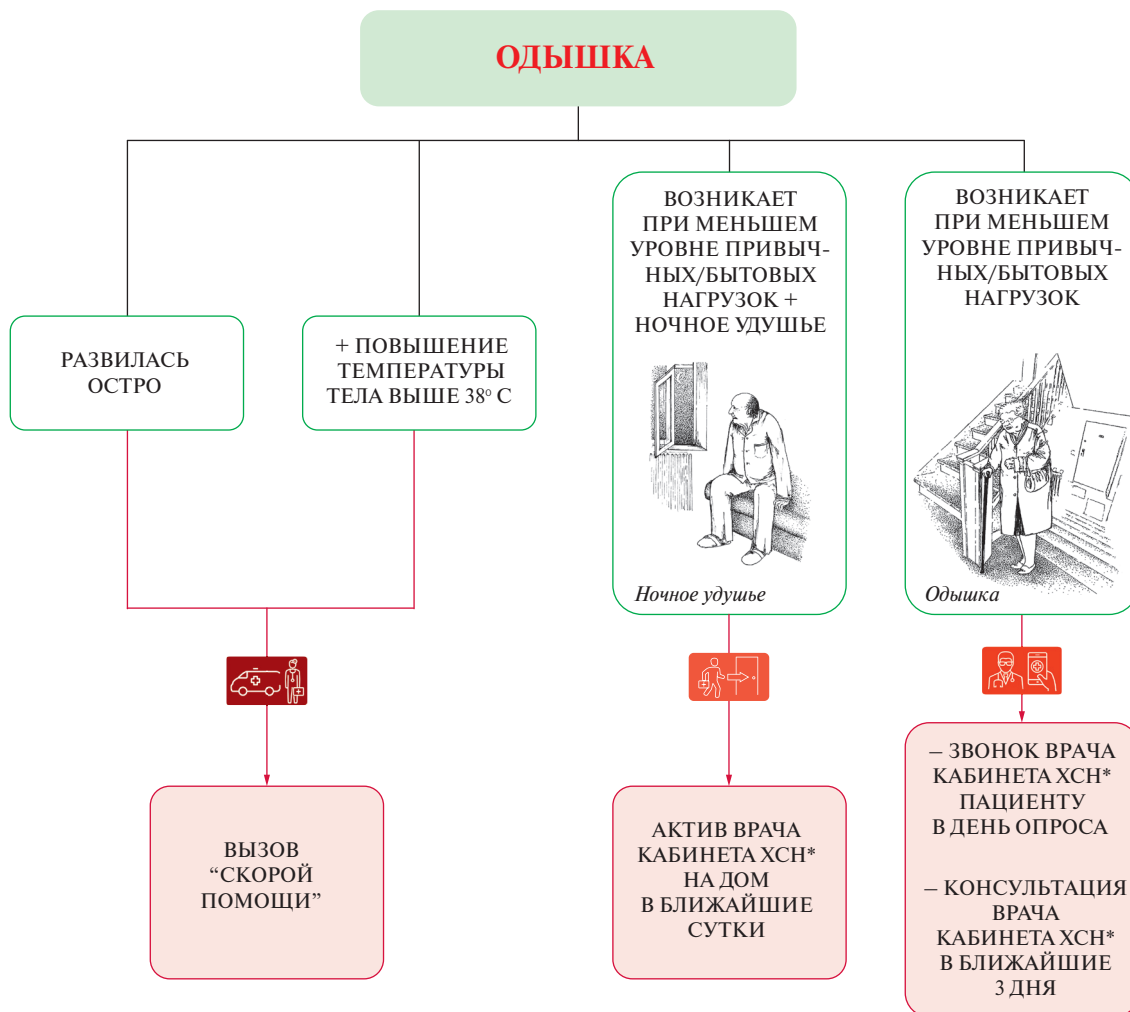 ОДЫШКА
РАЗВИЛАСЬ
ОСТРО
+ ПОВЫШЕНИЕ
ТЕМПЕРАТУРЫ
ТЕЛА ВЫШЕ 38° С
ВОЗНИКАЕТ
ПРИ МЕНЬШЕМ
УРОВНЕ ПРИВЫЧ-
НЫХ/БЫТОВЫХ
НАГРУЗОК +
НОЧНОЕ УДУШЬЕ
Ночное удушье
ВОЗНИКАЕТ
ПРИ МЕНЬШЕМ
УРОВНЕ ПРИВЫЧ-
НЫХ/БЫТОВЫХ
НАГРУЗОК
Одышка
ВЫЗОВ
“СКОРОЙ
ПОМОЩИ”
АКТИВ ВРАЧА
КАБИНЕТА ХСН*
НА ДОМ
В БЛИЖАЙШИЕ
СУТКИ
– ЗВОНОК ВРАЧА
КАБИНЕТА ХСН*
ПАЦИЕНТУ
В ДЕНЬ ОПРОСА
– КОНСУЛЬТАЦИЯ
ВРАЧА
КАБИНЕТА ХСН*
В БЛИЖАЙШИЕ
3 ДНЯ